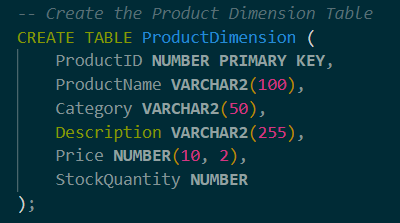 -- Create the Product Dimension Table
CREATE TABLE ProductDimension (
    ProductID NUMBER PRIMARY KEY,
    ProductName VARCHAR2(100),
    Category VARCHAR2(50),
    Description VARCHAR2(255),
    Price NUMBER(10, 2),
    StockQuantity NUMBER
);